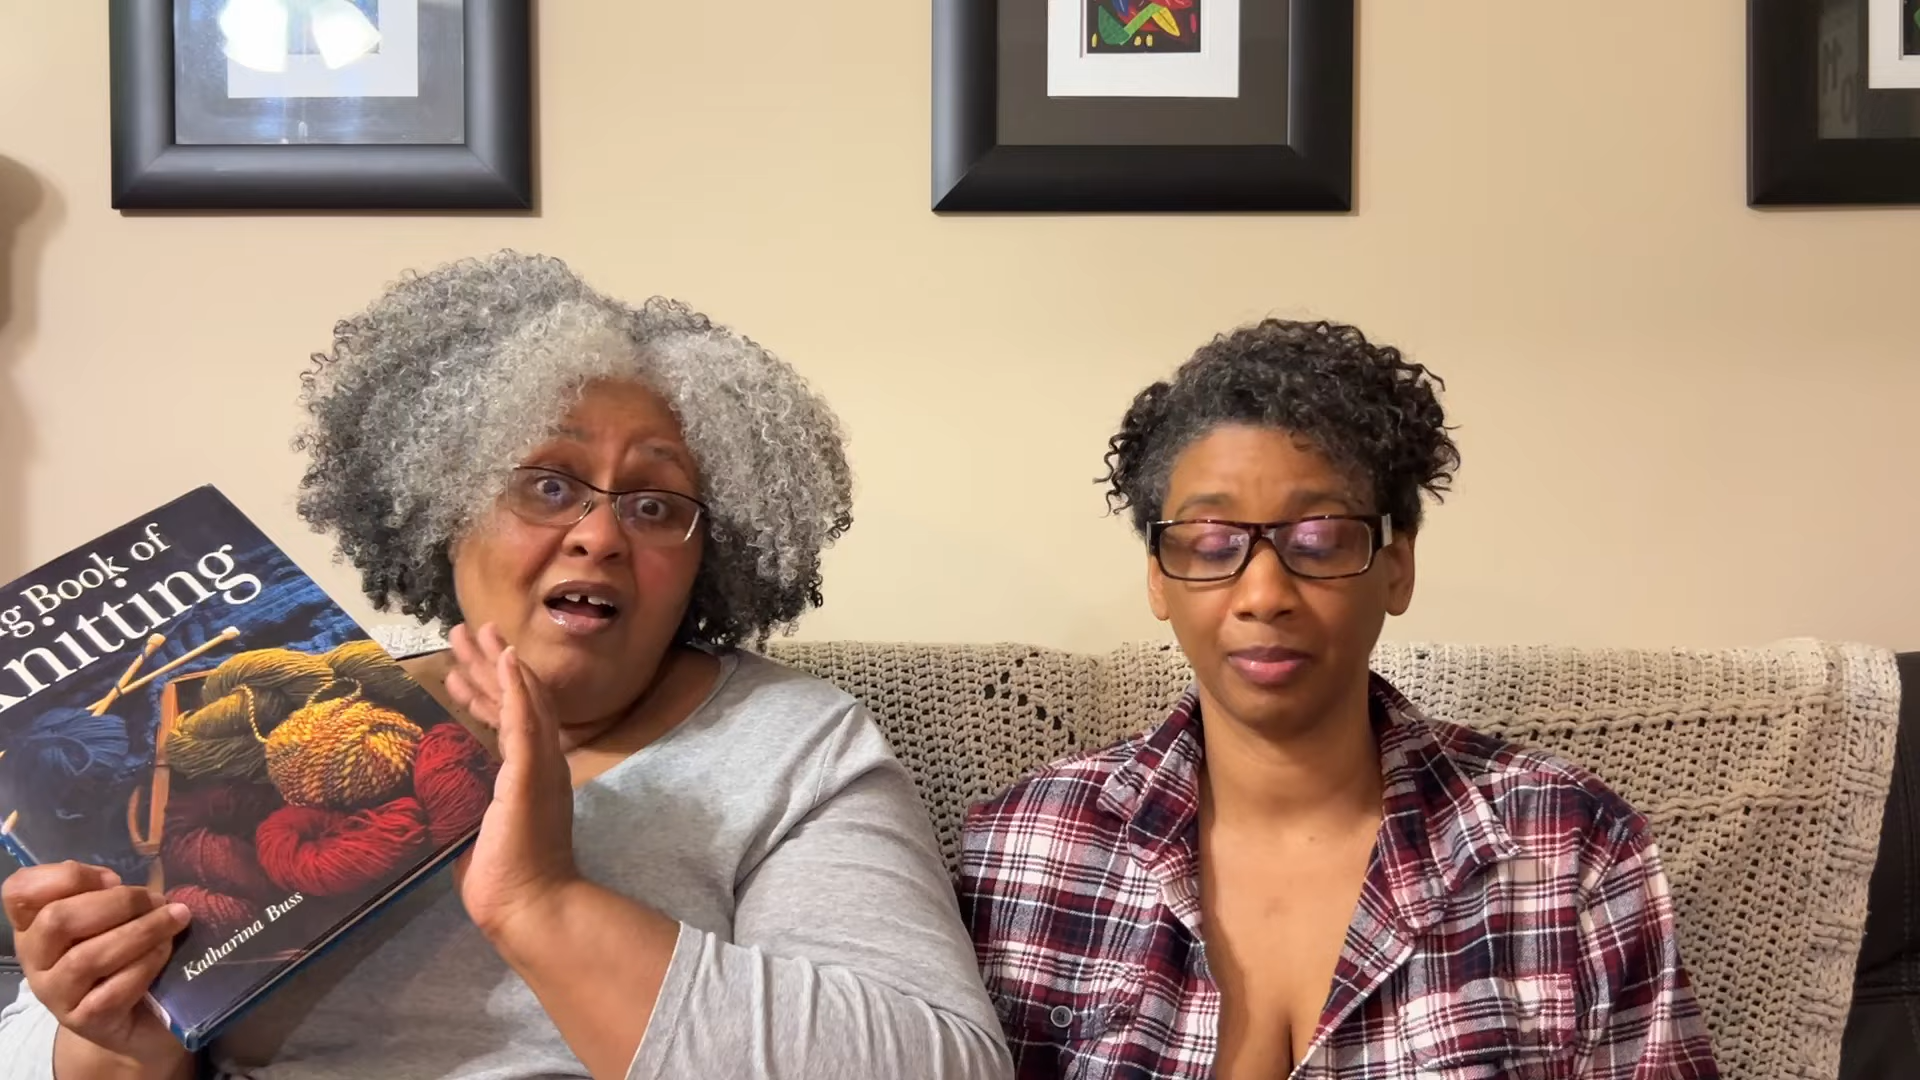 g Book of
nitting
Katharina Buss